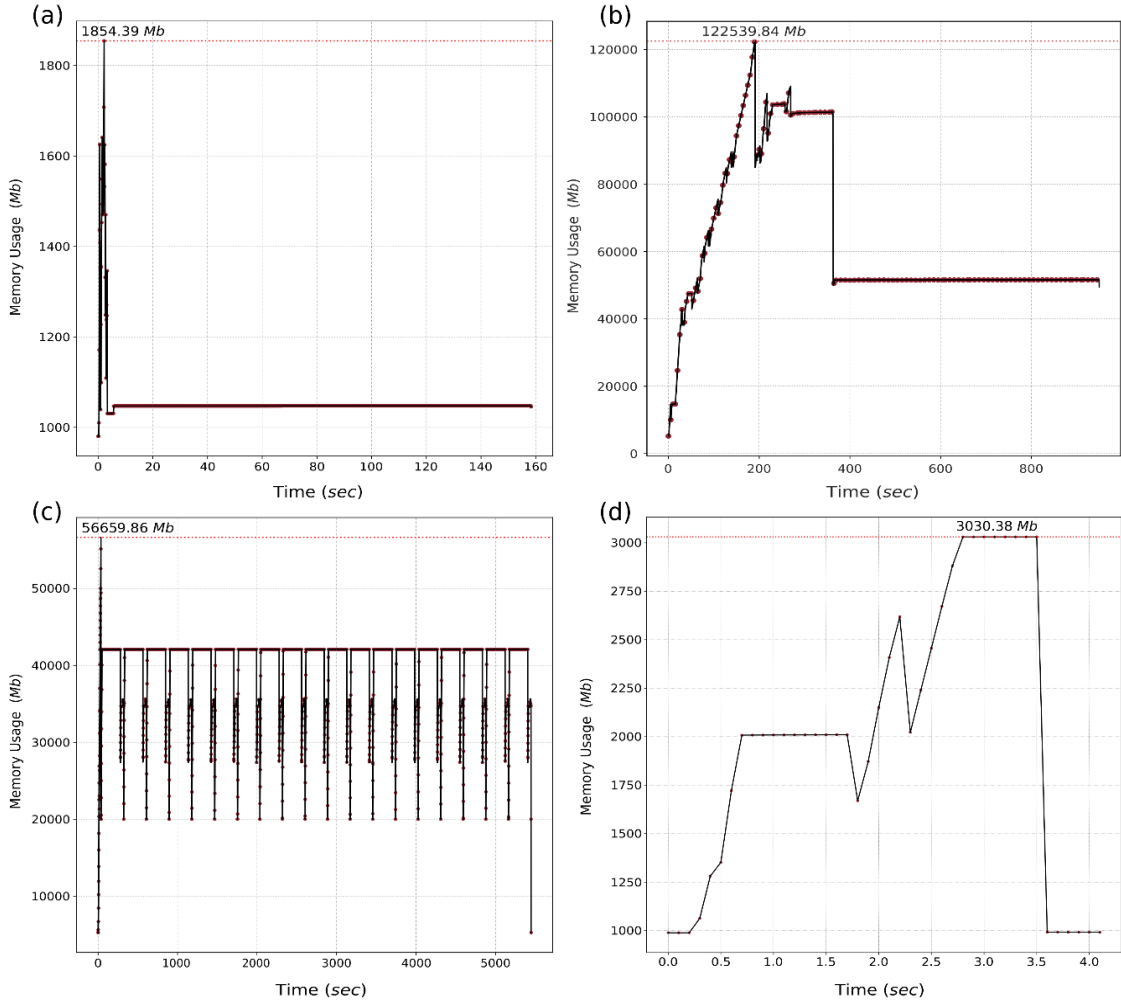 (a)
1854.39 Mb
1800
1600
1400
1200
1000
Memory Usage (Mb)
0 20 40 60 80 100 120 140 160
Time (sec)
(b)
122539.84 Mb
120000
100000
80000
60000
40000
20000
0
Memory Usage (Mb)
0 200 400 600 800
Time (sec)
(c)
56659.86 Mb
50000
40000
30000
20000
10000
Memory Usage (Mb)
0 1000 2000 3000 4000 5000
Time (sec)
(d)
3030.38 Mb
3000
2750
2500
2250
2000
1750
1500
1250
1000
Memory Usage (Mb)
0.0 0.5 1.0 1.5 2.0 2.5 3.0 3.5 4.0
Time (sec)